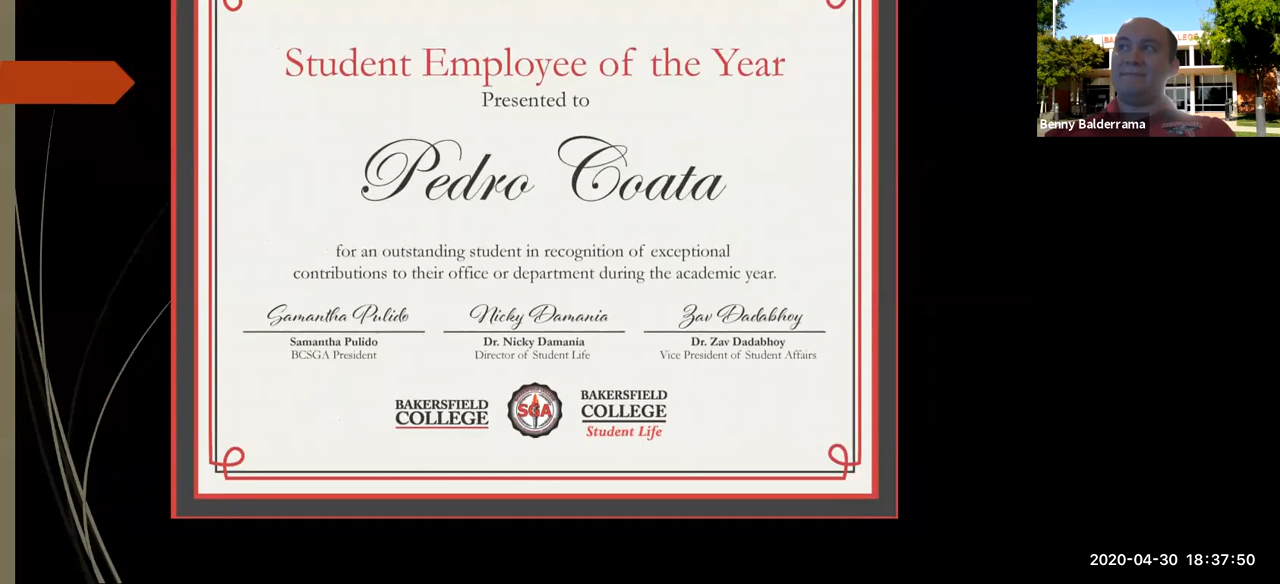 Student Employee of the Year
Presented to
Pedro Coata
for an outstanding student in recognition of exceptional
contributions to their office or department during the academic year.
Samantha Pulido Nicky Damania Zav Dadabhoy
Samantha Pulido Dr. Nicky Damania Dr. Zav Dadabhoy
BCSGA President Director of Student Life Vice President of Student Affairs
BAKERSFIELD
COLLEGE
SGA
BAKERSFIELD
COLLEGE
Student Life
Benny Balderrama
2020-04-30 18:37:50